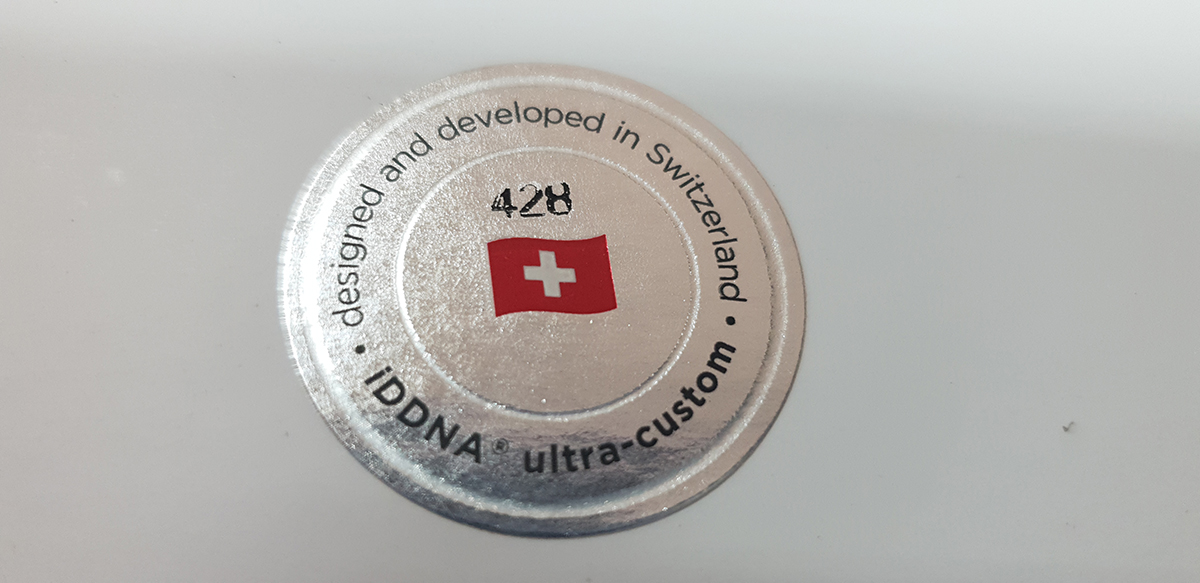 • designed and developed in Switzerland •
428
iDDNA® ultra-custom